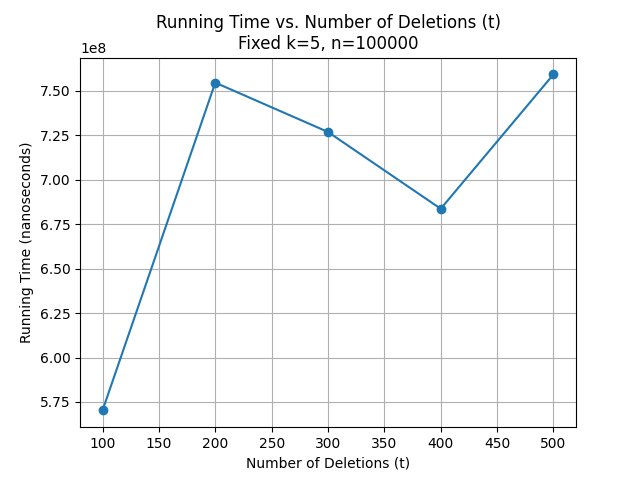 Running Time vs. Number of Deletions (t)
Fixed k=5, n=100000
1e8
7.50
7.25
7.00
6.75
6.50
6.25
6.00
5.75
Running Time (nanoseconds)
100 150 200 250 300 350 400 450 500
Number of Deletions (t)